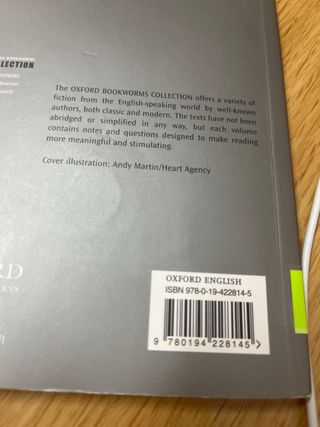 LLECTION
The OXFORD BOOKWORMS COLLECTION offers a variety of
fiction from the English-speaking world by well-known
authors, both classic and modern. The texts have not been
abridged or simplified in any way, but each volume
contains notes and questions designed to make reading
more meaningful and stimulating.
Cover illustration: Andy Martin/Heart Agency
RD
OXFORD ENGLISH
ISBN 978-0-19-422814-5
9 780194 228145 >